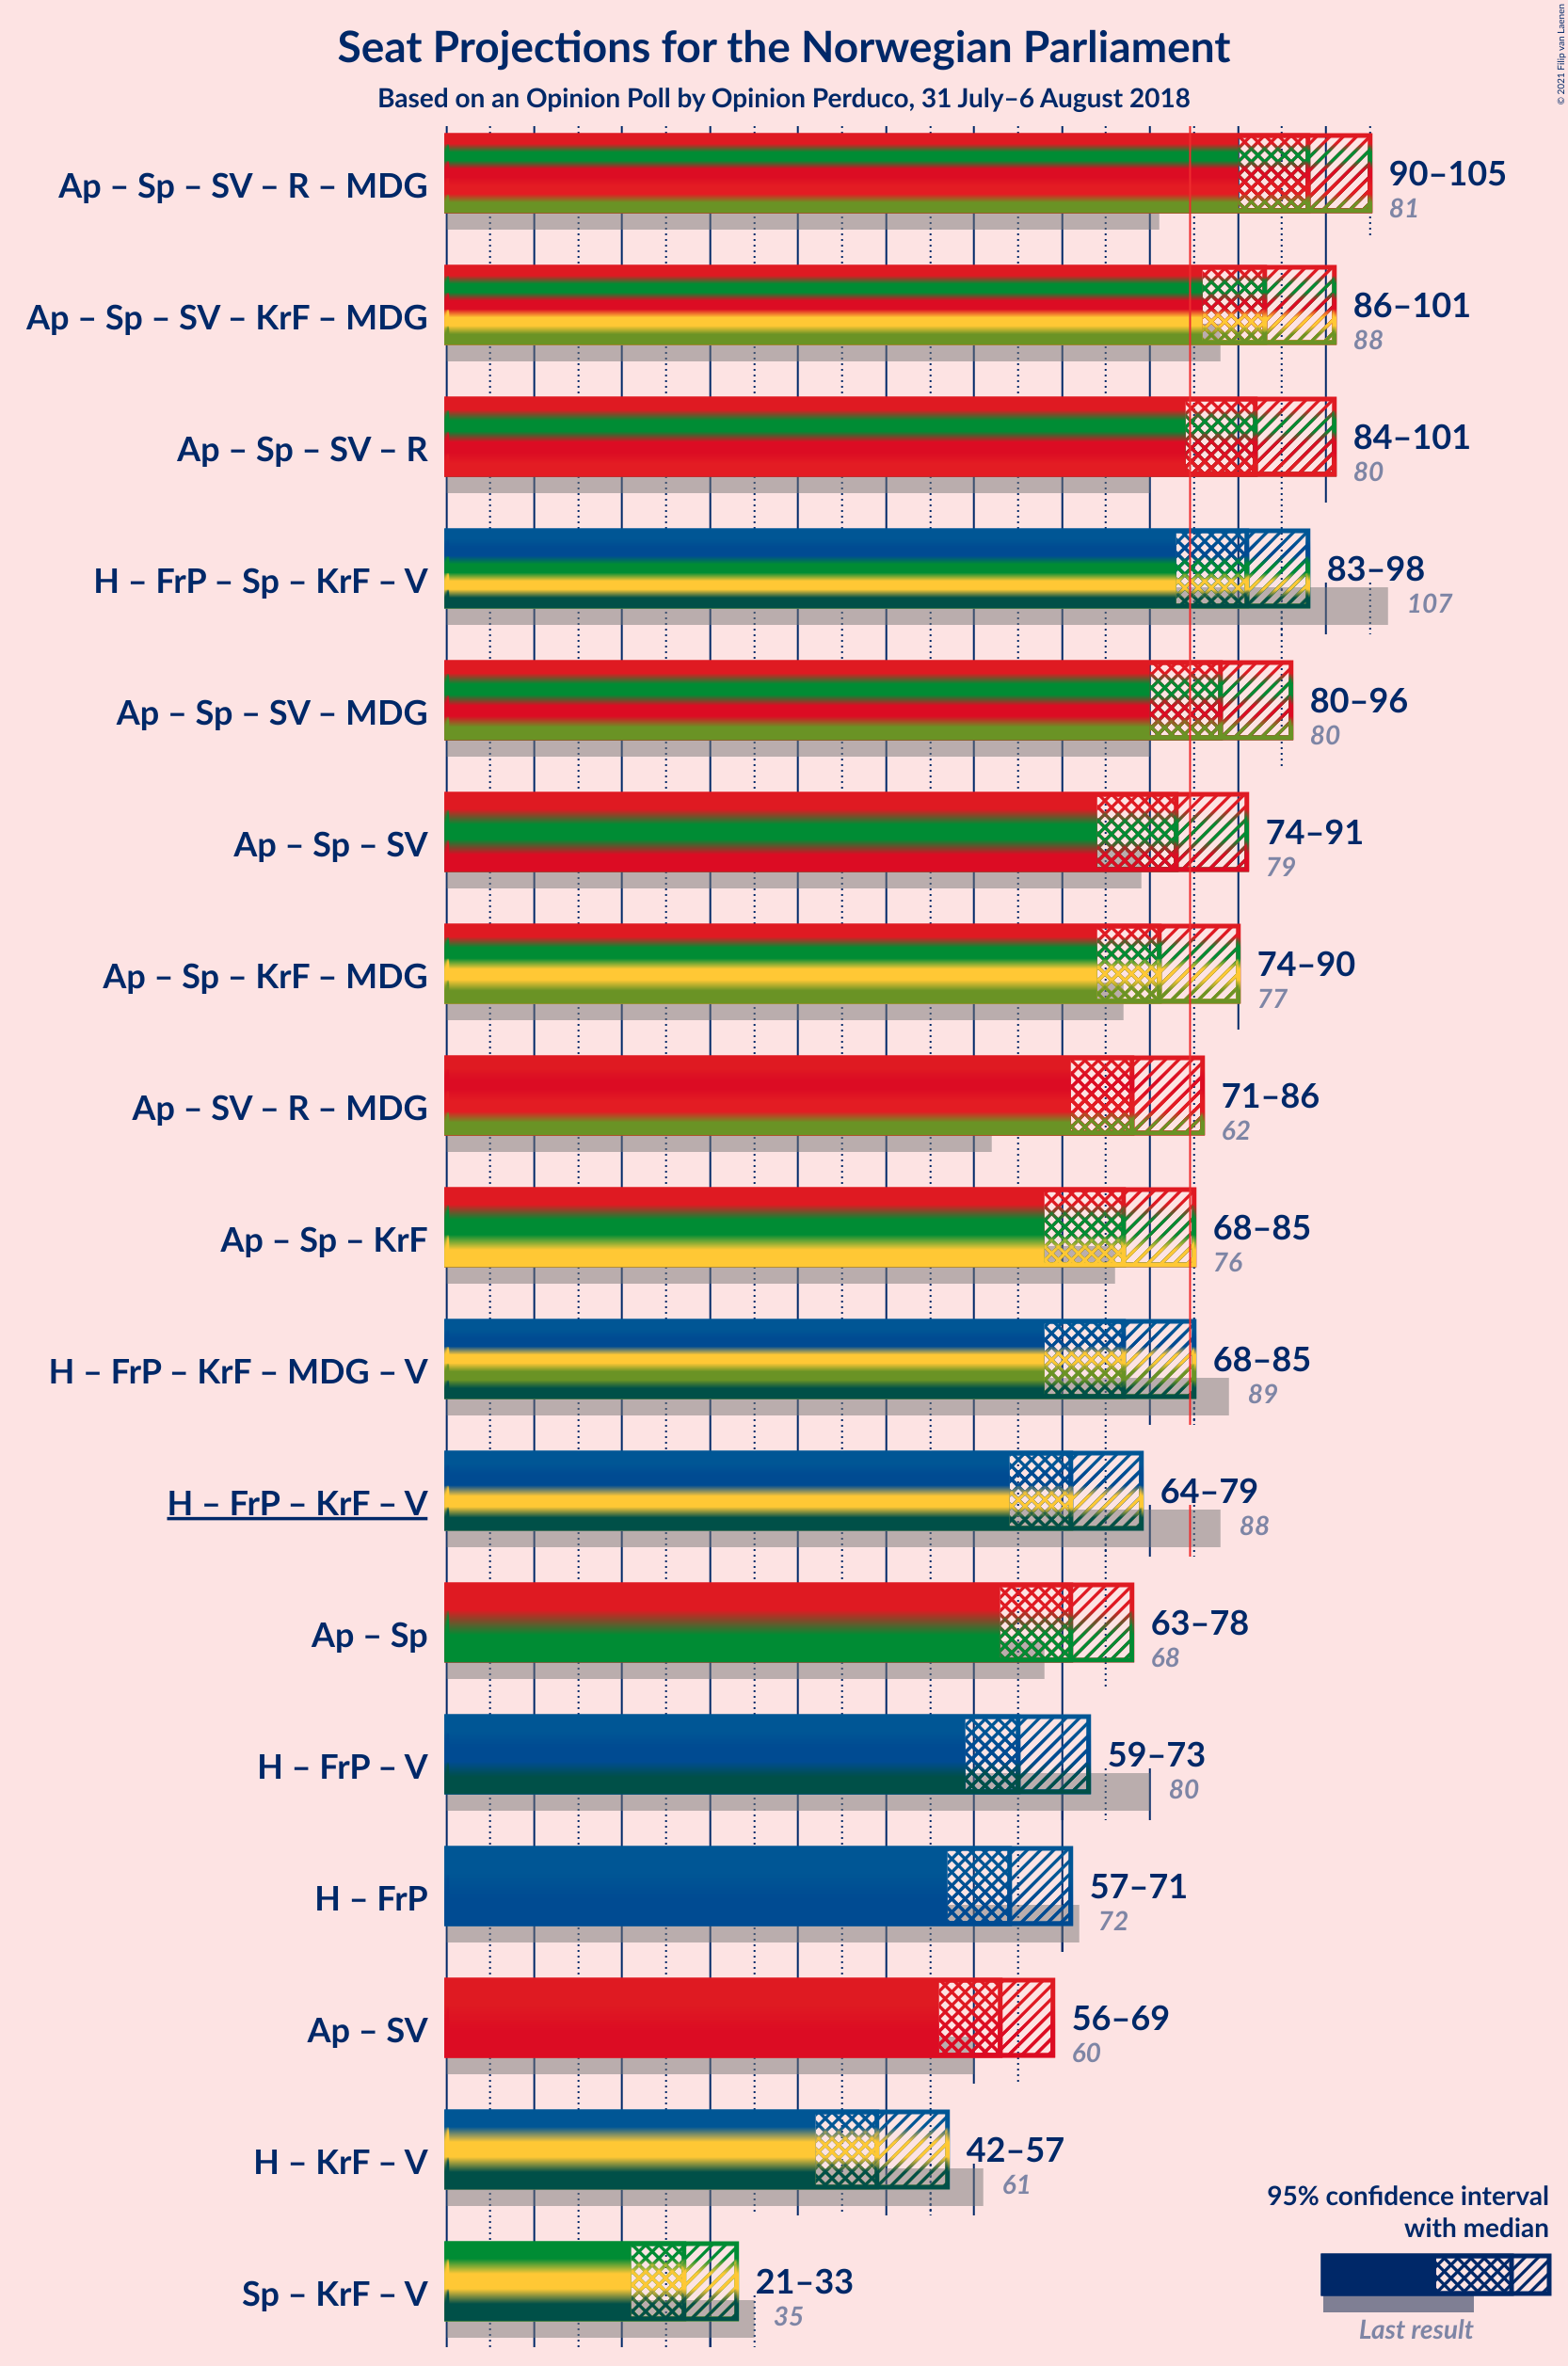 Seat Projections for the Norwegian Parliament
Based on an Opinion Poll by Opinion Perduco, 31 July–6 August 2018
© 2021 Filip van Laenen
Ap – Sp – SV – R – MDG
90–105
81
Ap – Sp – SV – KrF – MDG
86–101
88
Ap – Sp – SV – R
84–101
80
H – FrP – Sp – KrF – V
83–98
107
Ap – Sp – SV – MDG
80–96
80
Ap – Sp – SV
74–91
79
Ap – Sp – KrF – MDG
74–90
77
Ap – SV – R – MDG
71–86
62
Ap – Sp – KrF
68–85
76
H – FrP – KrF – MDG – V
68–85
89
H – FrP – KrF – V
64–79
88
Ap – Sp
63–78
68
H – FrP – V
59–73
80
H – FrP
57–71
72
Ap – SV
56–69
60
H – KrF – V
42–57
61
Sp – KrF – V
21–33
35
95% confidence interval
with median
Last result